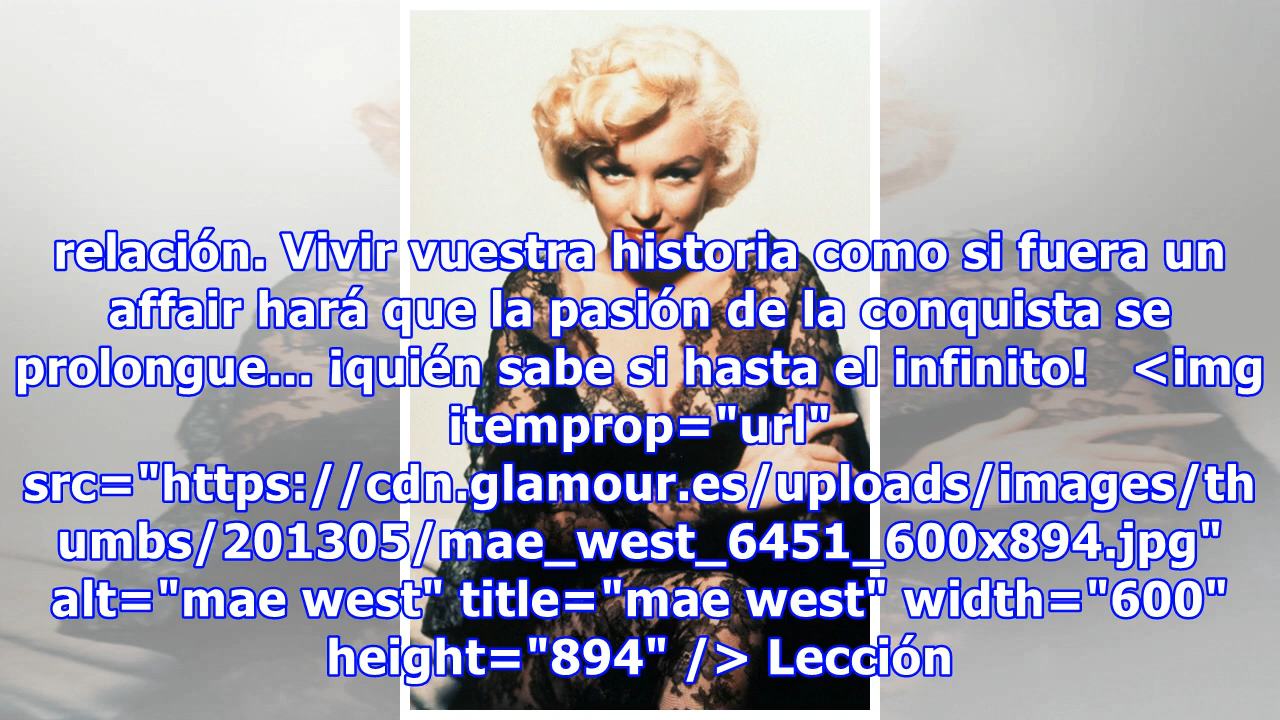 relación. Vivir vuestra historia como si fuera un
affair hará que la pasión de la conquista se
prolongue... ¡quién sabe si hasta el infinito!   <img
itemprop="url"
src="https://cdn.glamour.es/uploads/images/th
umbs/201305/mae_west_6451_600x894.jpg"
alt="mae west" title="mae west" width="600"
height="894" /> Lección